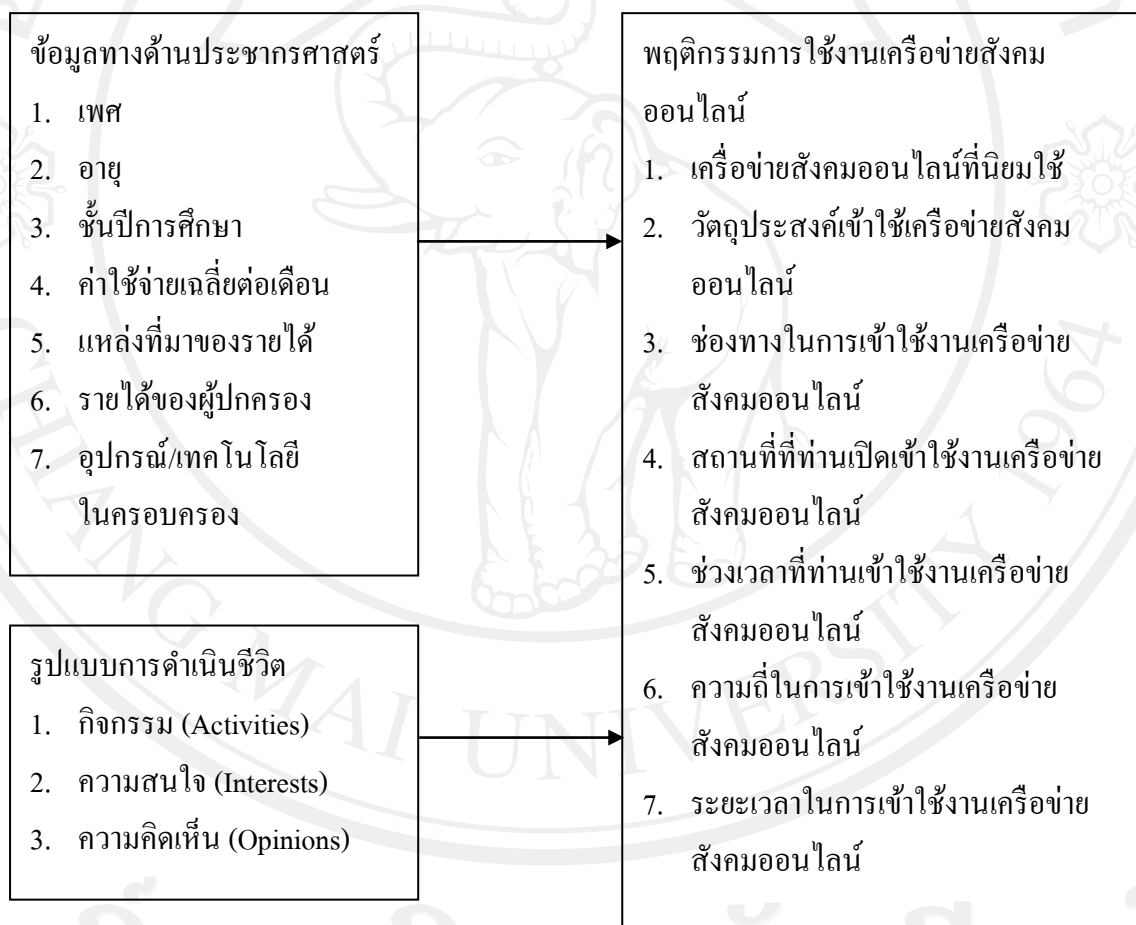 ข้อมูลทางด้านประชากรศาสตร์
1. เพศ
2. อายุ
3. ชั้นปีการศึกษา
4. ค่าใช้จ่ายเฉลี่ยต่อเดือน
5. แหล่งที่มาของรายได้
6. รายได้ของผู้ปกครอง
7. อุปกรณ์/เทคโนโลยี
ในครอบครอง
รูปแบบการดำเนินชีวิต
1. กิจกรรม (Activities)
2. ความสนใจ (Interests)
3. ความคิดเห็น (Opinions)
พฤติกรรมการใช้งานเครือข่ายสังคม
ออนไลน์
1. เครื่อข่ายสังคมออนไลน์ที่นิยมใช้
2. วัตถุประสงค์เข้าใช้เครือข่ายสังคม
ออนไลน์
3. ช่องทางในการเข้าใช้งานเครือข่าย
สังคมออนไลน์
4. สถานที่ที่ท่านเปิดเข้าใช้งานเครือข่าย
สังคมออนไลน์
5. ช่วงเวลาที่ท่านเข้าใช้งานเครือข่าย
สังคมออนไลน์
6. ความถี่ในการเข้าใช้งานเครือข่าย
สังคมออนไลน์
7. ระยะเวลาในการเข้าใช้งานเครือข่าย
สังคมออนไลน์
CHIANG MAI UNIVERSITY 1964